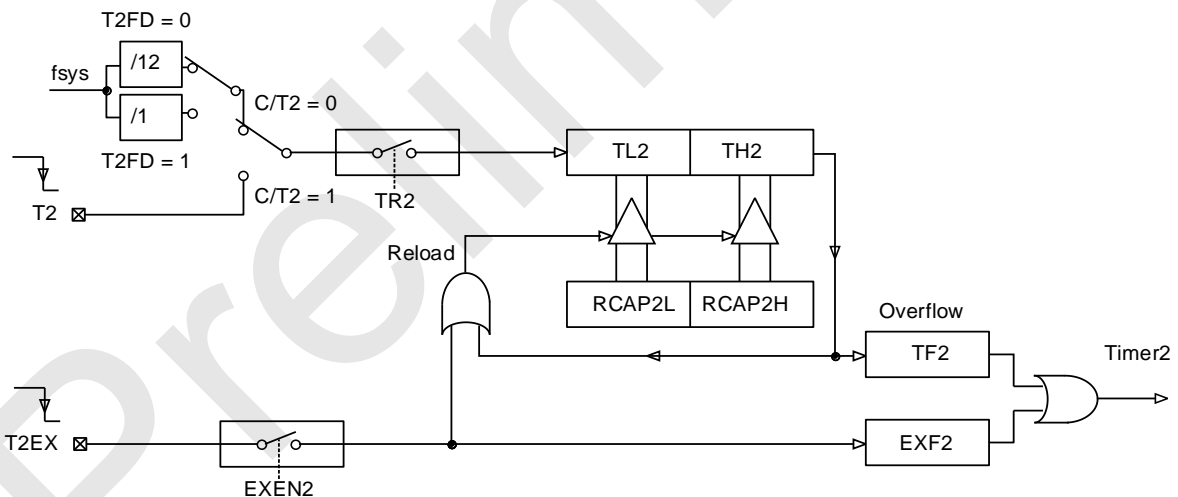 T2FD = 0
/12
fsys
C/T2 = 0
/1
T2FD = 1
TL2
TH2
T2
C/T2 = 1
TR2
Reload
RCAP2L
RCAP2H
Overflow
TF2
Timer2
T2EX
EXF2
EXEN2
Prelim